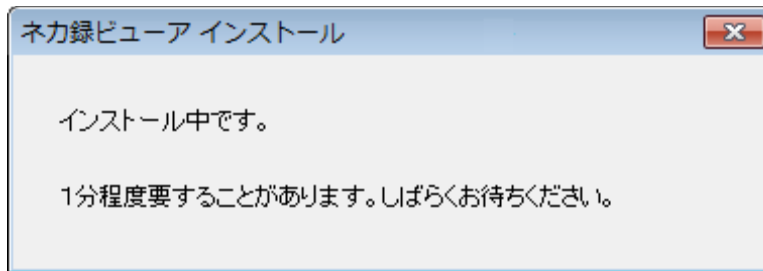 ネカ録ビューア インストール
インストール中です。
1分程度要することがあります。しばらくお待ちください。